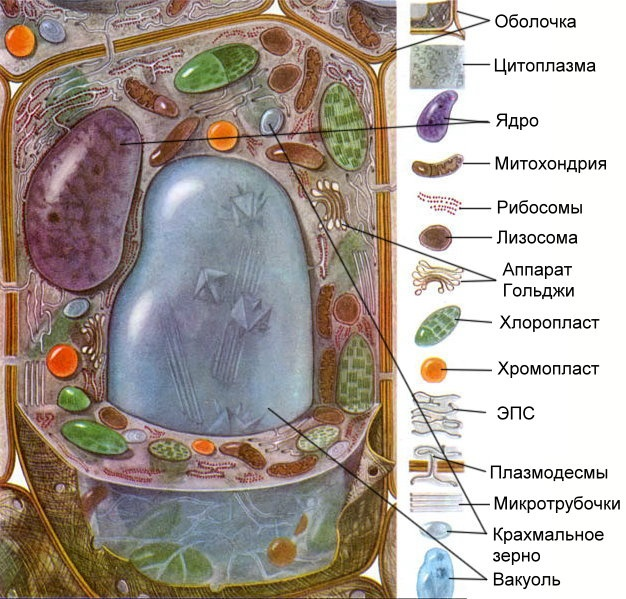 Оболочка
Цитоплазма
Ядро
Митохондрия
Рибосомы
Лизосома
Аппарат
Гольджи
Хлоропласт
Хромопласт
ЭПС
Плазмодесмы
Микротрубочки
Крахмальное
зерно
Вакуоль